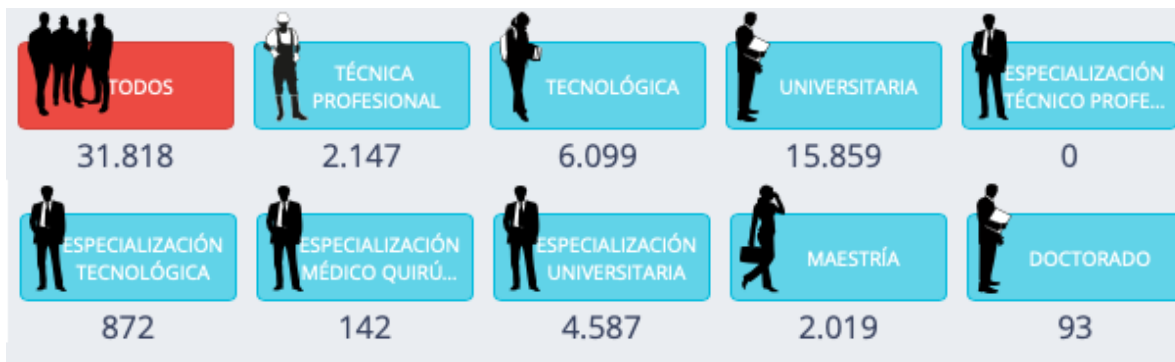 TODOS
TÉCNICA
PROFESIONAL
TECNOLÓGICA
UNIVERSITARIA
ESPECIALIZACIÓN
TÉCNICO PROFE...
31.818
2.147
6.099
15.859
0
ESPECIALIZACIÓN
TECNOLÓGICA
ESPECIALIZACIÓN
MÉDICO QUIRÚ...
ESPECIALIZACIÓN
UNIVERSITARIA
MAESTRÍA
DOCTORADO
872
142
4.587
2.019
93